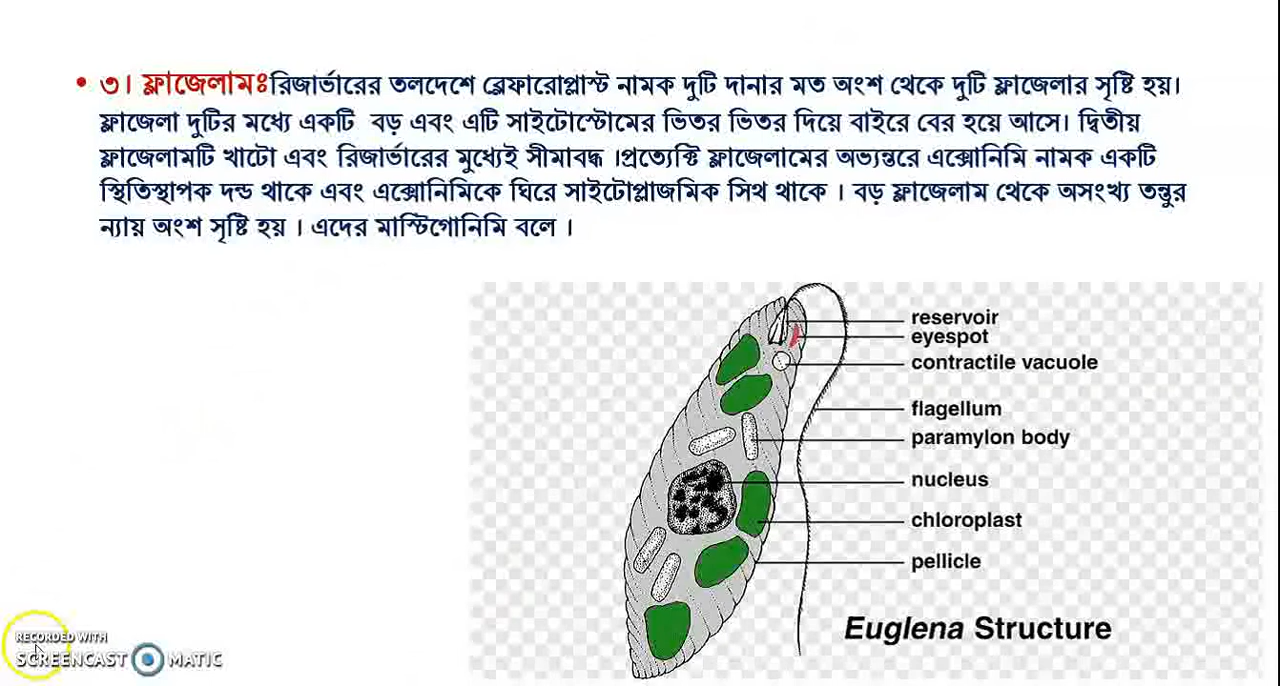 • ৩। ফ্লাজেলামঃরিজার্ভারের তলদেশে ব্লেফারোপ্লাস্ট নামক দুটি দানার মত অংশ থেকে দুটি ফ্লাজেলার সৃষ্টি হয়।
ফ্লাজেলা দুটির মধ্যে একটি বড় এবং এটি সাইটোস্টোমের ভিতর ভিতর দিয়ে বাইরে বের হয়ে আসে। দ্বিতীয়
ফ্লাজেলামটি খাটো এবং রিজার্ভারের মুধ্যেই সীমাবদ্ধ ।প্রত্যেক্টি ফ্লাজেলামের অভ্যন্তরে এক্সোনিমি নামক একটি
স্থিতিস্থাপক দন্ড থাকে এবং এক্সোনিমিকে ঘিরে সাইটোপ্লাজমিক সিথ থাকে । বড় ফ্লাজেলাম থেকে অসংখ্য তন্তুর
ন্যায় অংশ সৃষ্টি হয় । এদের মাস্টিগোনিমি বলে ।
reservoir
eyespot
contractile vacuole
flagellum
paramylon body
nucleus
chloroplast
pellicle
Euglena Structure
RECORDED WITH
SCREENCAST MATIC